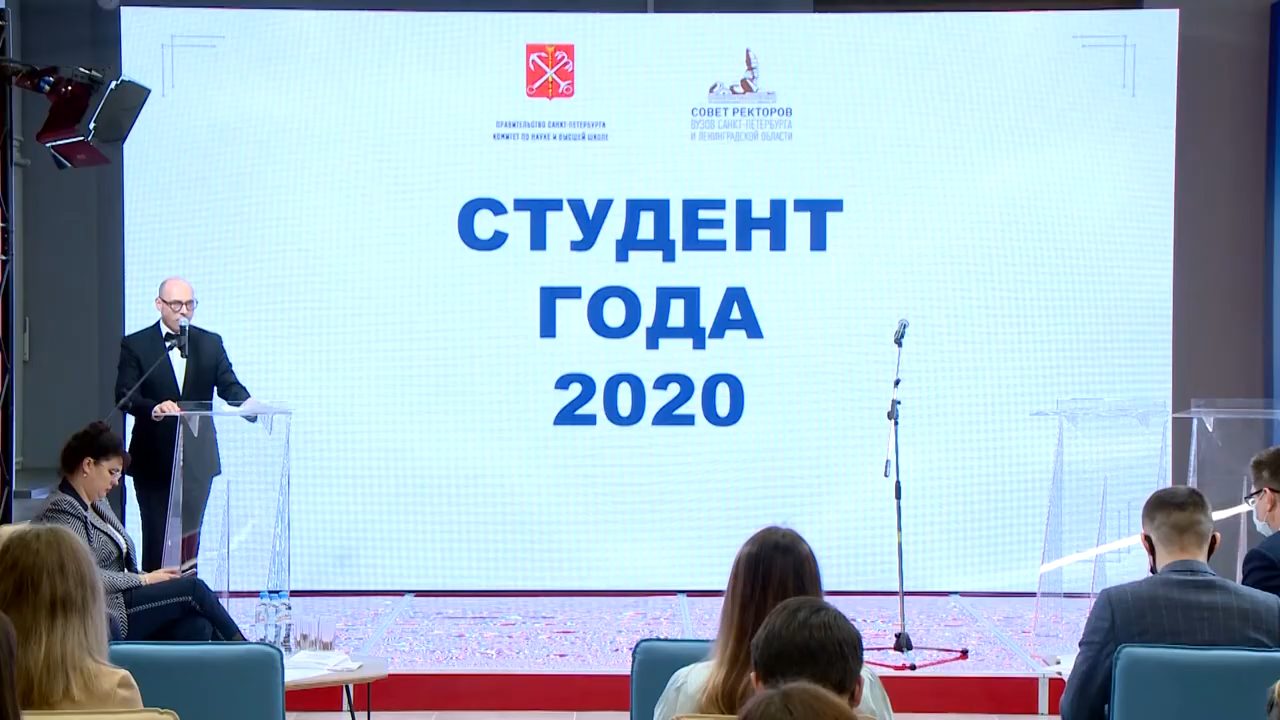 ПРАВИТЕЛЬСТВО САНКТ-ПЕТЕРБУРГА
КОМИТЕТ ПО НАУКЕ И ВЫСШЕЙ ШКОЛЕ
СОВЕТ РЕКТОРОВ
ВУЗОВ САНКТ-ПЕТЕРБУРГА
И ЛЕНИНГРАДСКОЙ ОБЛАСТИ
СТУДЕНТ
ГОДА
2020